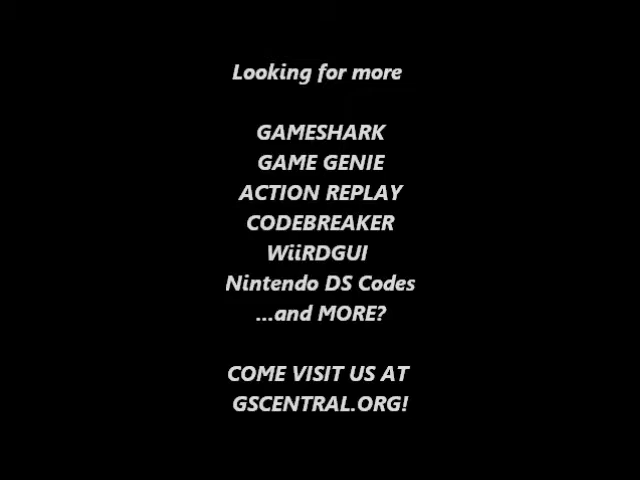 Looking for more
GAMESHARK
GAME GENIE
ACTION REPLAY
CODEBREAKER
WiiRDGUI
Nintendo DS Codes
...and MORE?
COME VISIT US AT
GSCENTRAL.ORG!